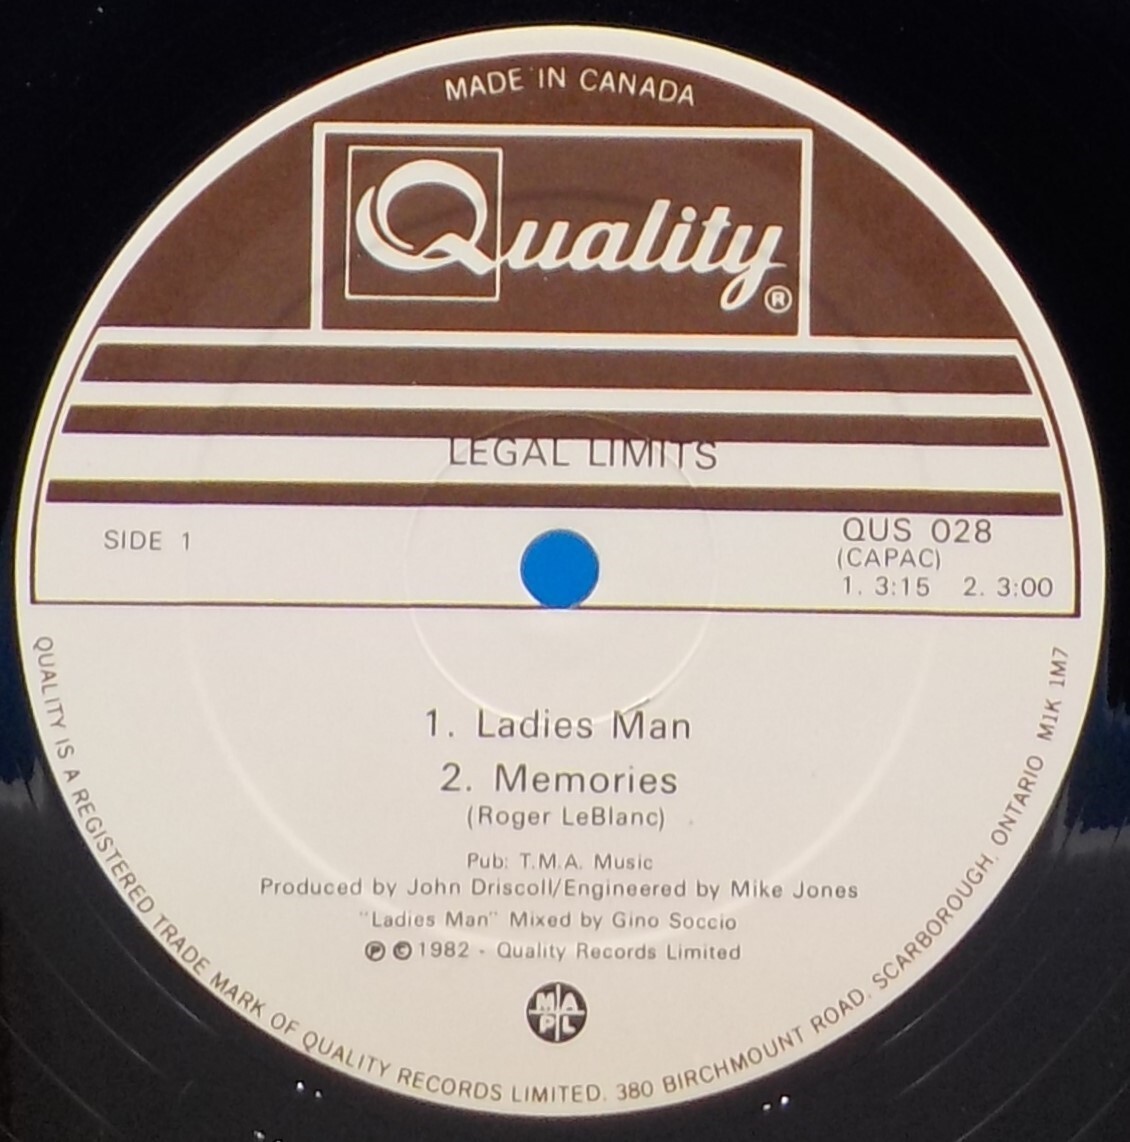 MADE IN CANADA
Quality ®
LEGAL LIMITS
SIDE 1
QUS 028
(CAPAC)
1. 3:15 2. 3:00
1. Ladies Man
2. Memories
(Roger LeBlanc)
Pub: T.M.A. Music
Produced by John Driscoll/Engineered by Mike Jones
"Ladies Man" Mixed by Gino Soccio
℗ © 1982 - Quality Records Limited
MAPL
QUALITY IS A REGISTERED TRADE MARK OF QUALITY RECORDS LIMITED. 380 BIRCHMOUNT ROAD. SCARBOROUGH. ONTARIO M1K 1M7